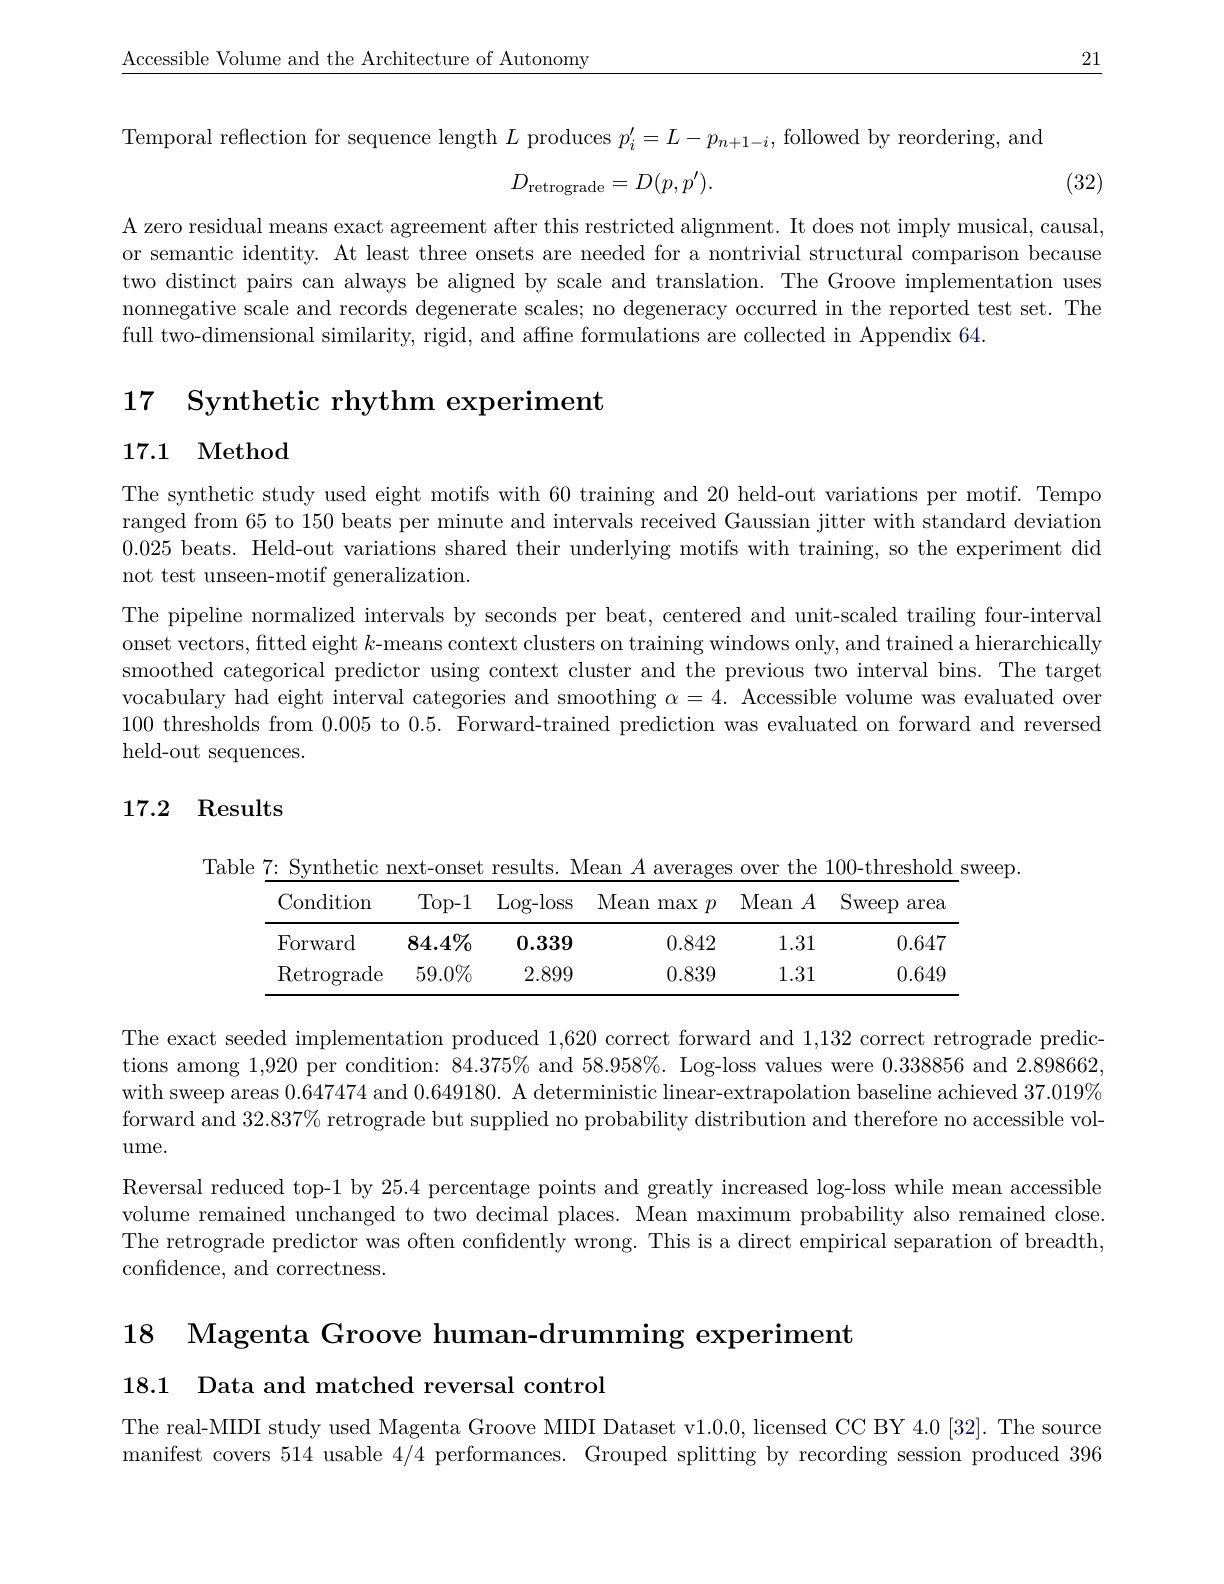 Accessible Volume and the Architecture of Autonomy 21
Temporal reflection for sequence length L produces p′ᵢ = L − pₙ₊₁₋ᵢ, followed by reordering, and
D_retrograde = D(p, p′). (32)
A zero residual means exact agreement after this restricted alignment. It does not imply musical, causal,
or semantic identity. At least three onsets are needed for a nontrivial structural comparison because
two distinct pairs can always be aligned by scale and translation. The Groove implementation uses
nonnegative scale and records degenerate scales; no degeneracy occurred in the reported test set. The
full two-dimensional similarity, rigid, and affine formulations are collected in Appendix 64.
17 Synthetic rhythm experiment
17.1 Method
The synthetic study used eight motifs with 60 training and 20 held-out variations per motif. Tempo
ranged from 65 to 150 beats per minute and intervals received Gaussian jitter with standard deviation
0.025 beats. Held-out variations shared their underlying motifs with training, so the experiment did
not test unseen-motif generalization.
The pipeline normalized intervals by seconds per beat, centered and unit-scaled trailing four-interval
onset vectors, fitted eight k-means context clusters on training windows only, and trained a hierarchically
smoothed categorical predictor using context cluster and the previous two interval bins. The target
vocabulary had eight interval categories and smoothing α = 4. Accessible volume was evaluated over
100 thresholds from 0.005 to 0.5. Forward-trained prediction was evaluated on forward and reversed
held-out sequences.
17.2 Results
Table 7: Synthetic next-onset results. Mean A averages over the 100-threshold sweep.
Condition Top-1 Log-loss Mean max p Mean A Sweep area
Forward 84.4% 0.339 0.842 1.31 0.647
Retrograde 59.0% 2.899 0.839 1.31 0.649
The exact seeded implementation produced 1,620 correct forward and 1,132 correct retrograde predic-
tions among 1,920 per condition: 84.375% and 58.958%. Log-loss values were 0.338856 and 2.898662,
with sweep areas 0.647474 and 0.649180. A deterministic linear-extrapolation baseline achieved 37.019%
forward and 32.837% retrograde but supplied no probability distribution and therefore no accessible vol-
ume.
Reversal reduced top-1 by 25.4 percentage points and greatly increased log-loss while mean accessible
volume remained unchanged to two decimal places. Mean maximum probability also remained close.
The retrograde predictor was often confidently wrong. This is a direct empirical separation of breadth,
confidence, and correctness.
18 Magenta Groove human-drumming experiment
18.1 Data and matched reversal control
The real-MIDI study used Magenta Groove MIDI Dataset v1.0.0, licensed CC BY 4.0 [32]. The source
manifest covers 514 usable 4/4 performances. Grouped splitting by recording session produced 396